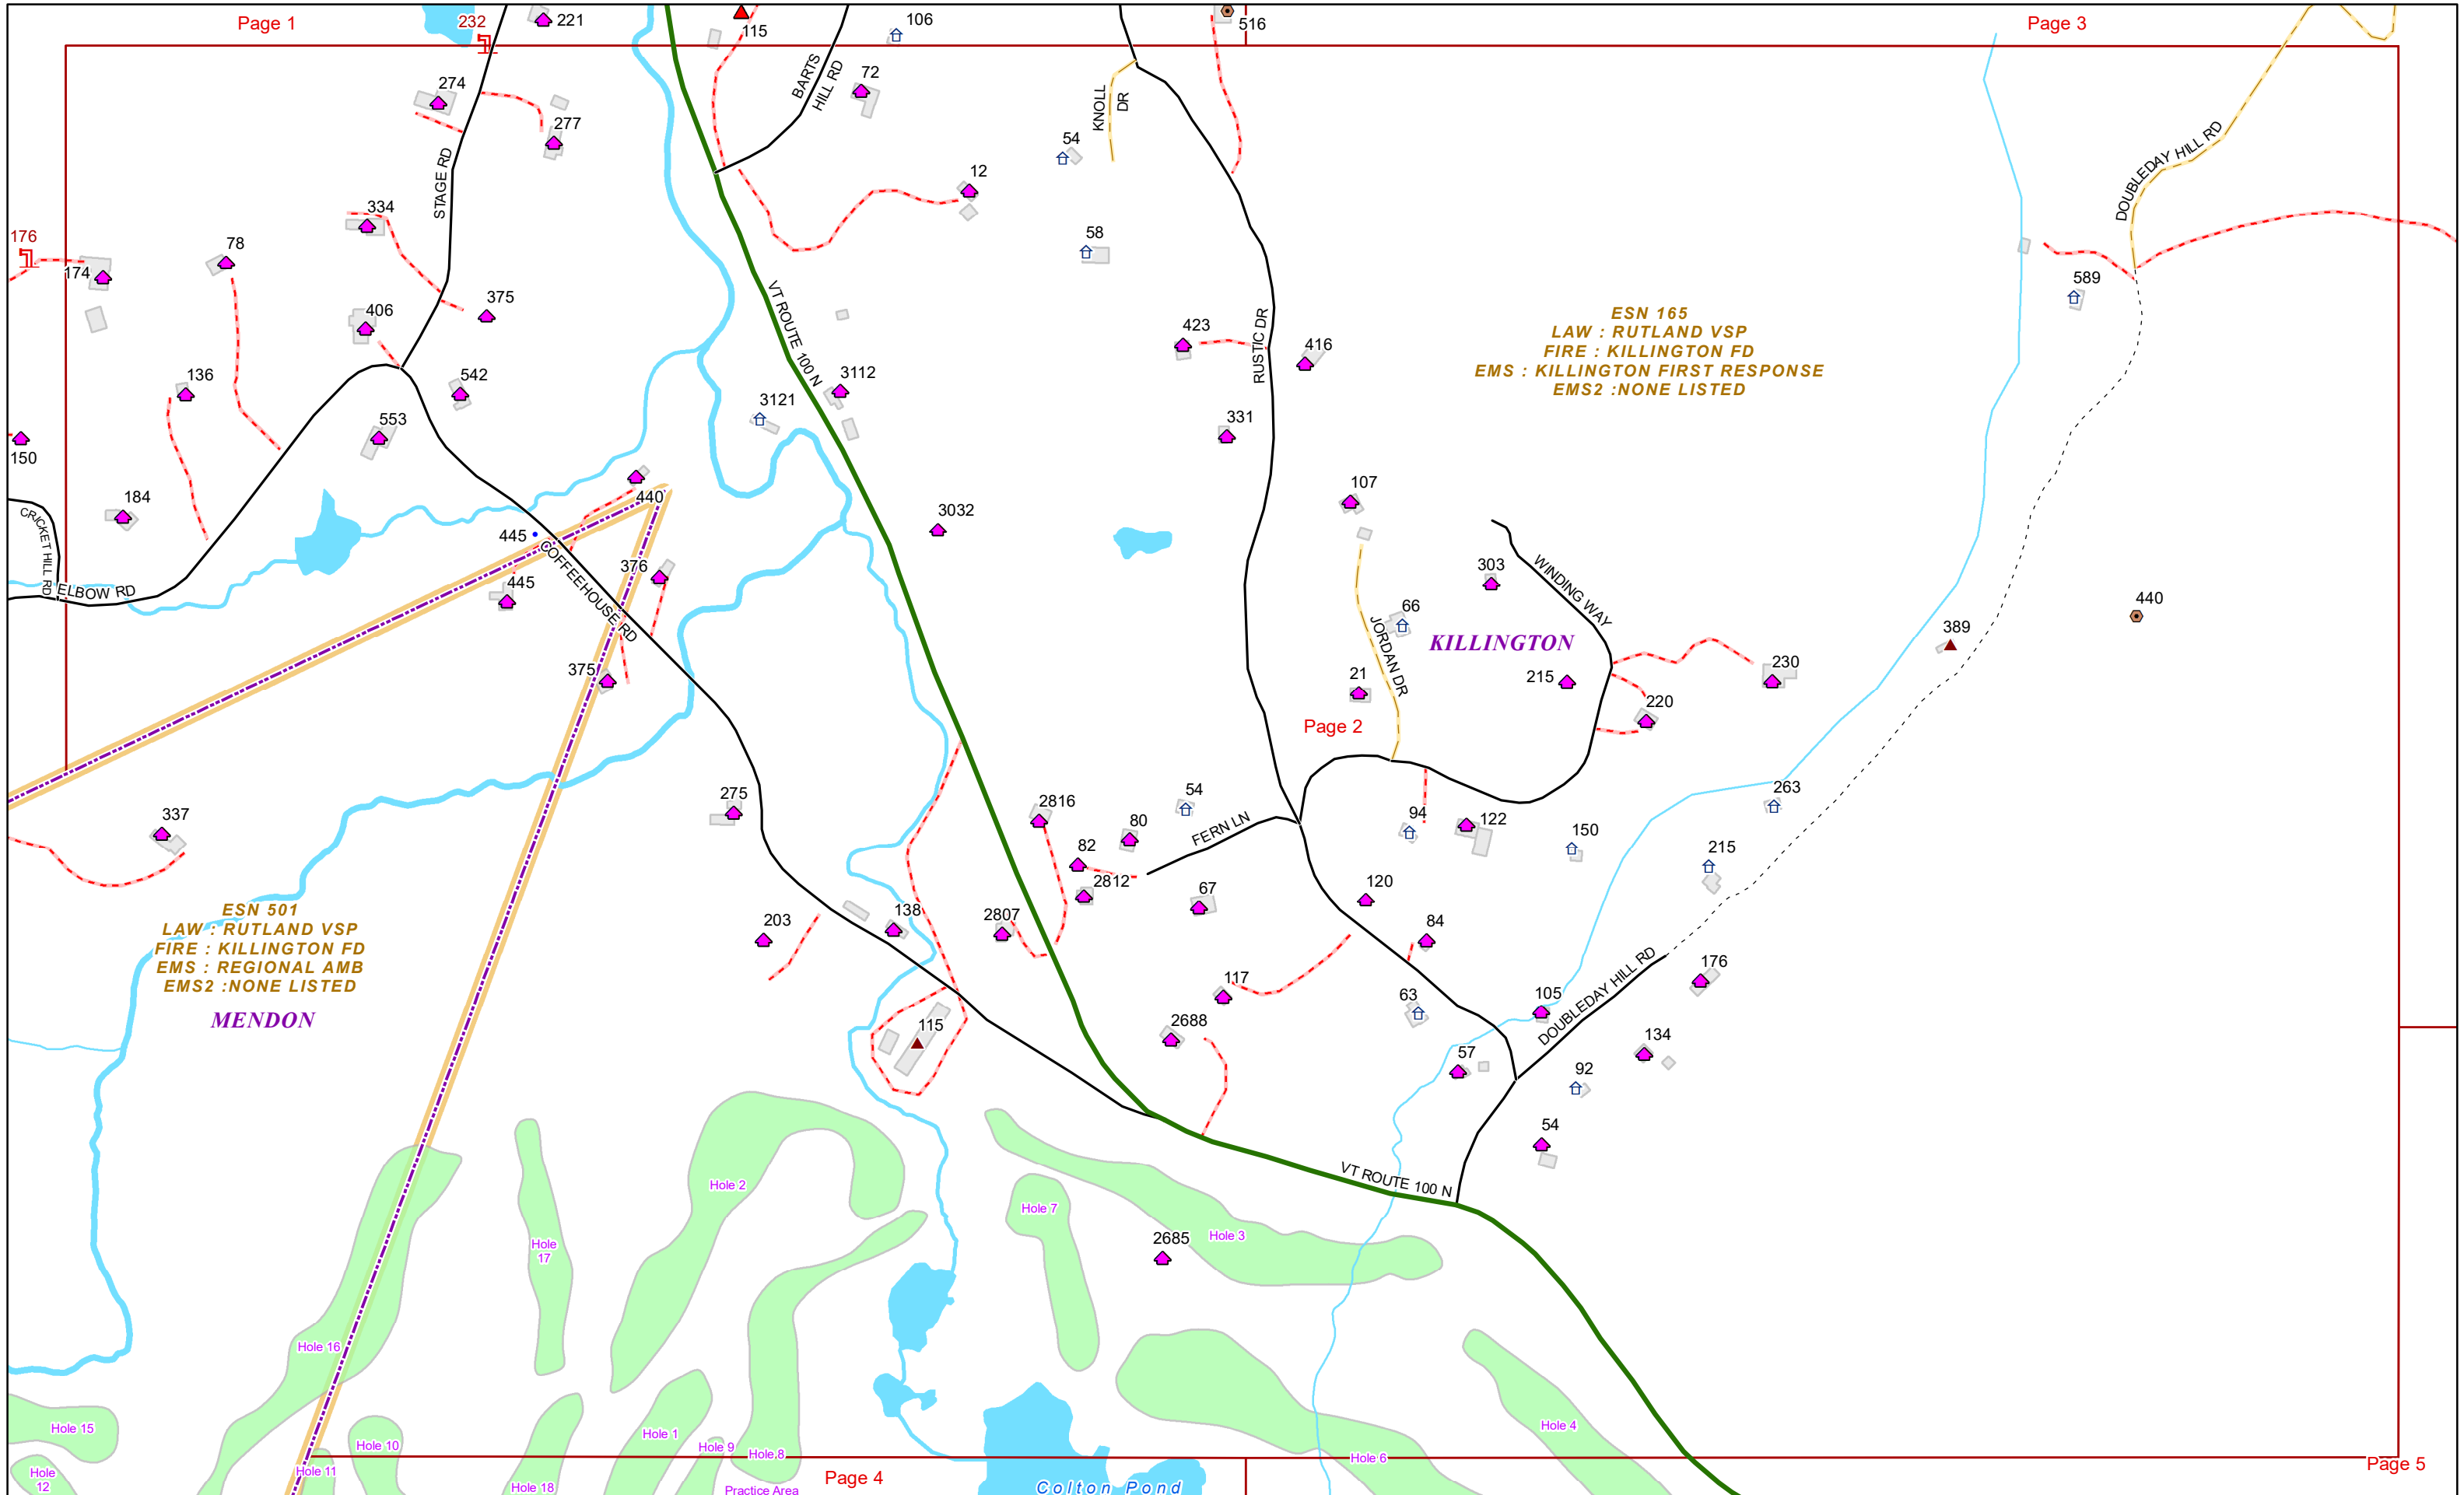 Page 1
232
221
115
106
516
Page 3
274
BARTS
HILL RD
72
KNOLL
DR
277
54
12
STAGE RD
DOUBLEDAY HILL RD
334
176
78
58
174
375
406
589
VT ROUTE 100 N
RUSTIC DR
ESN 165
LAW : RUTLAND VSP
FIRE : KILLINGTON FD
EMS : KILLINGTON FIRST RESPONSE
EMS2 :NONE LISTED
423
416
136
542
3112
3121
553
331
150
184
440
107
3032
CRICKET HILL RD
445
COFFEEHOUSE RD
376
445
ELBOW RD
303
WINDING WAY
66
JORDAN DR
KILLINGTON
440
389
375
21
215
230
220
Page 2
337
275
2816
54
80
FERN LN
94
122
150
263
82
2812
215
67
120
ESN 501
LAW : RUTLAND VSP
FIRE : KILLINGTON FD
EMS : REGIONAL AMB
EMS2 :NONE LISTED
MENDON
203
138
2807
84
176
117
63
105
DOUBLEDAY HILL RD
115
2688
57
134
92
54
VT ROUTE 100 N
Hole 2
Hole 7
Hole 3
2685
Hole
17
Hole 16
Hole 15
Hole 10
Hole 1
Hole 9
Hole 8
Hole 4
Hole 6
Hole
12
Hole 11
Hole 18
Practice Area
Page 4
Colton Pond
Page 5